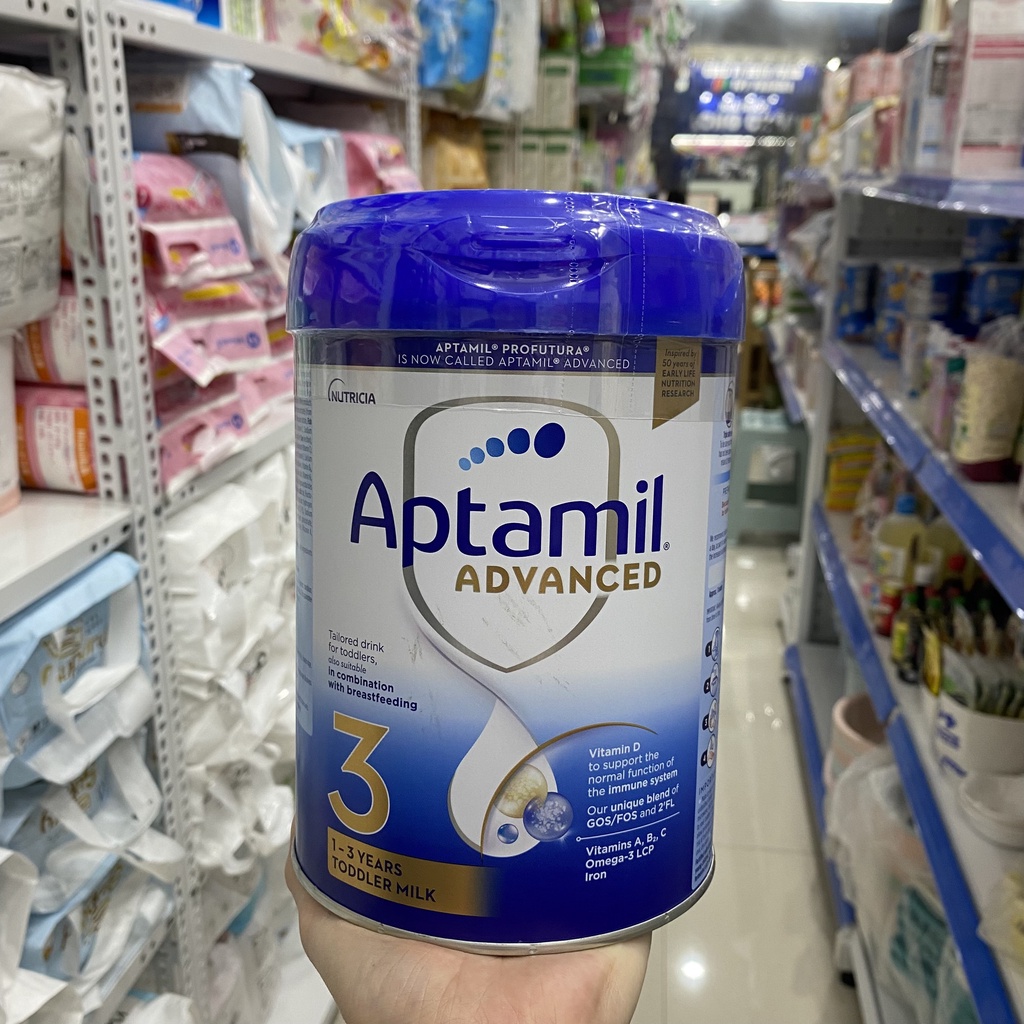 APTAMIL® PROFUTURA®
IS NOW CALLED APTAMIL® ADVANCED
Inspired by
50 years of
EARLY LIFE
NUTRITION
RESEARCH
NUTRICIA
Aptamil®
ADVANCED
Tailored drink
for toddlers,
also suitable
in combination
with breastfeeding
3
1-3 YEARS
TODDLER MILK
Vitamin D
to support the
normal function of
the immune system
Our unique blend of
GOS/FOS and 2'FL
Vitamins A, B₂, C
Omega-3 LCP
Iron